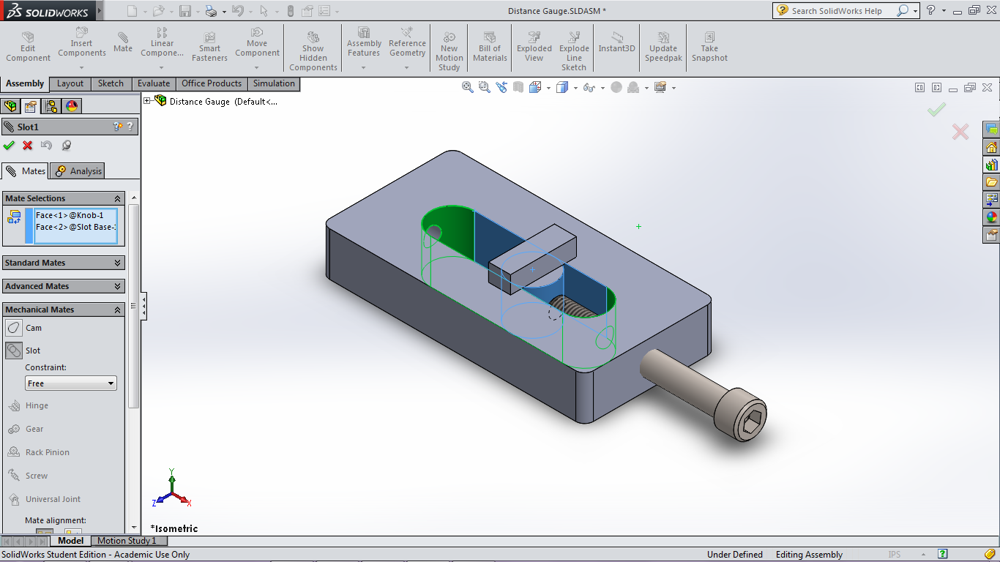 SOLIDWORKS
Distance Gauge.SLDASM *
Search SolidWorks Help
Edit Component
Insert Components
Mate
Linear Compone...
Smart Fasteners
Move Component
Show Hidden Components
Assembly Features
Reference Geometry
New Motion Study
Bill of Materials
Exploded View
Explode Line Sketch
Instant3D
Update Speedpak
Take Snapshot
Assembly Layout Sketch Evaluate Office Products Simulation
Distance Gauge (Default<...
Slot1
Mates Analysis
Mate Selections
Face<1>@Knob-1
Face<2>@Slot Base-
Standard Mates
Advanced Mates
Mechanical Mates
Cam
Slot
Constraint:
Free
Hinge
Gear
Rack Pinion
Screw
Universal Joint
Mate alignment:
Y
Z X
*Isometric
Model Motion Study 1
SolidWorks Student Edition - Academic Use Only Under Defined Editing Assembly IPS